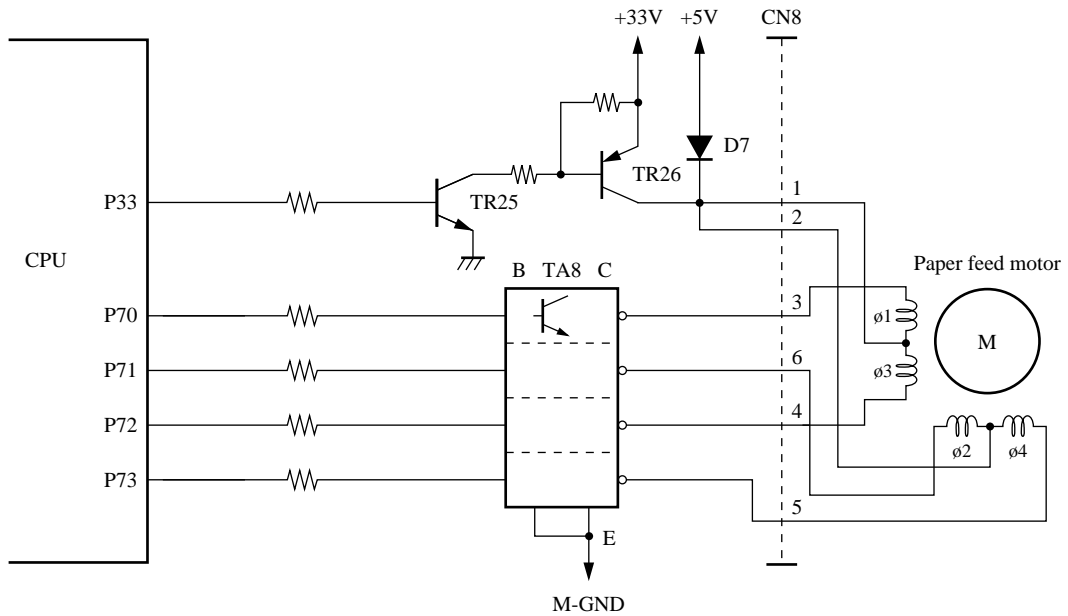 +33V +5V CN8
D7
TR26
P33 TR25 1
2
CPU B TA8 C Paper feed motor
P70 3 ø1
M
P71 6 ø3
P72 4
ø2 ø4
P73 5
E
M-GND